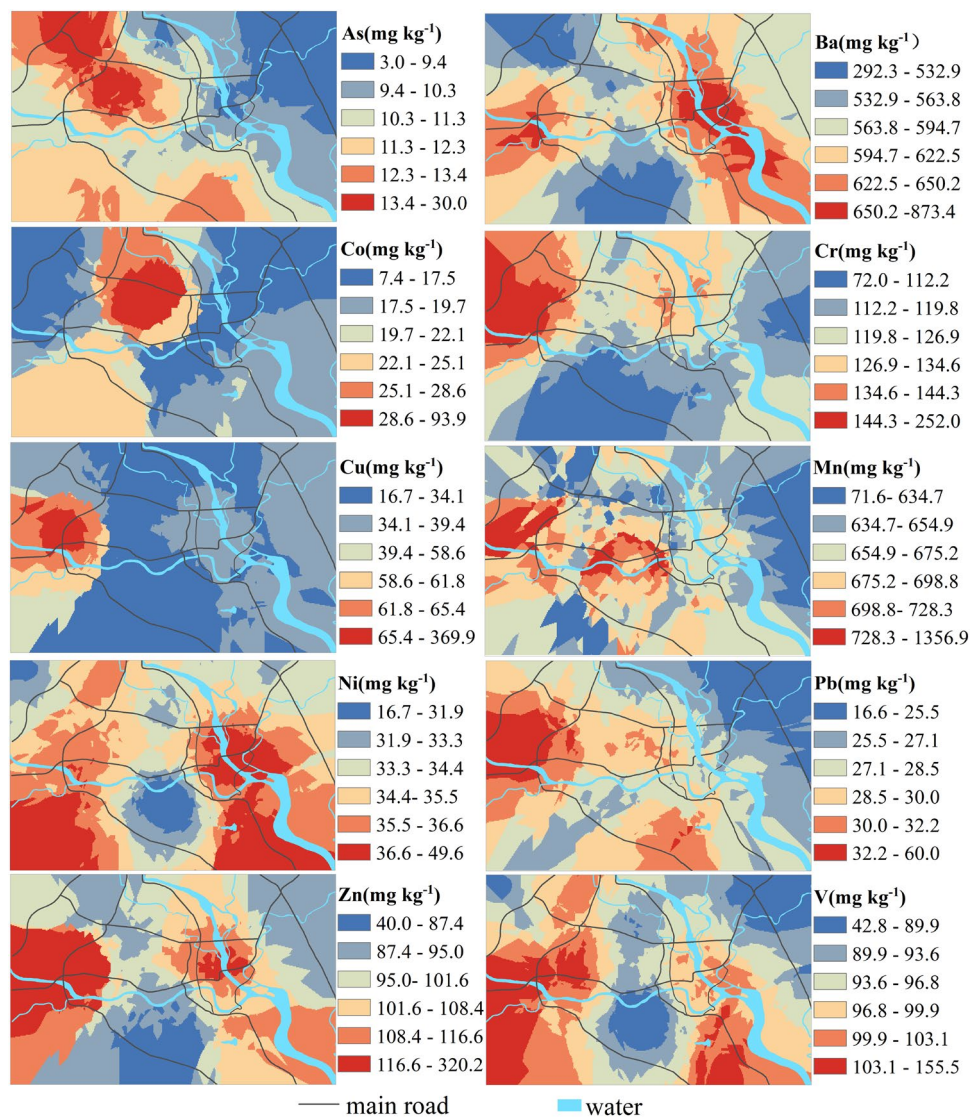 As(mg kg⁻¹)
3.0 - 9.4
9.4 - 10.3
10.3 - 11.3
11.3 - 12.3
12.3 - 13.4
13.4 - 30.0
Ba(mg kg⁻¹）
292.3 - 532.9
532.9 - 563.8
563.8 - 594.7
594.7 - 622.5
622.5 - 650.2
650.2 -873.4
Co(mg kg⁻¹)
7.4 - 17.5
17.5 - 19.7
19.7 - 22.1
22.1 - 25.1
25.1 - 28.6
28.6 - 93.9
Cr(mg kg⁻¹)
72.0 - 112.2
112.2 - 119.8
119.8 - 126.9
126.9 - 134.6
134.6 - 144.3
144.3 - 252.0
Cu(mg kg⁻¹)
16.7 - 34.1
34.1 - 39.4
39.4 - 58.6
58.6 - 61.8
61.8 - 65.4
65.4 - 369.9
Mn(mg kg⁻¹)
71.6- 634.7
634.7- 654.9
654.9 - 675.2
675.2 - 698.8
698.8- 728.3
728.3 - 1356.9
Ni(mg kg⁻¹)
16.7 - 31.9
31.9 - 33.3
33.3 - 34.4
34.4- 35.5
35.5 - 36.6
36.6 - 49.6
Pb(mg kg⁻¹)
16.6 - 25.5
25.5 - 27.1
27.1 - 28.5
28.5 - 30.0
30.0 - 32.2
32.2 - 60.0
Zn(mg kg⁻¹)
40.0 - 87.4
87.4 - 95.0
95.0- 101.6
101.6 - 108.4
108.4 - 116.6
116.6 - 320.2
V(mg kg⁻¹)
42.8 - 89.9
89.9 - 93.6
93.6 - 96.8
96.8 - 99.9
99.9 - 103.1
103.1 - 155.5
main road
water